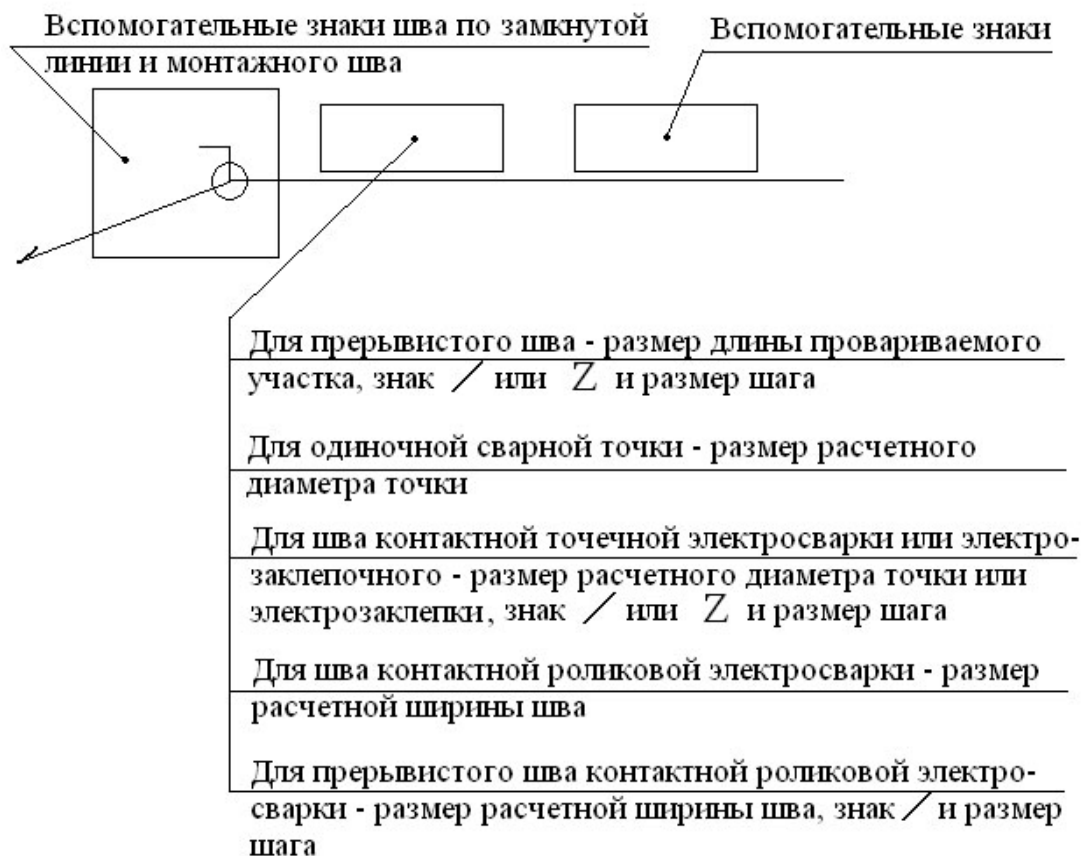 Вспомогательные знаки шва по замкнутой
линии и монтажного шва
Вспомогательные знаки
Для прерывистого шва - размер длины провариваемого
участка, знак / или Z и размер шага
Для одиночной сварной точки - размер расчетного
диаметра точки
Для шва контактной точечной электросварки или электро-
заклепочного - размер расчетного диаметра точки или
электрозаклепки, знак / или Z и размер шага
Для шва контактной роликовой электросварки - размер
расчетной ширины шва
Для прерывистого шва контактной роликовой электро-
сварки - размер расчетной ширины шва, знак / и размер
шага